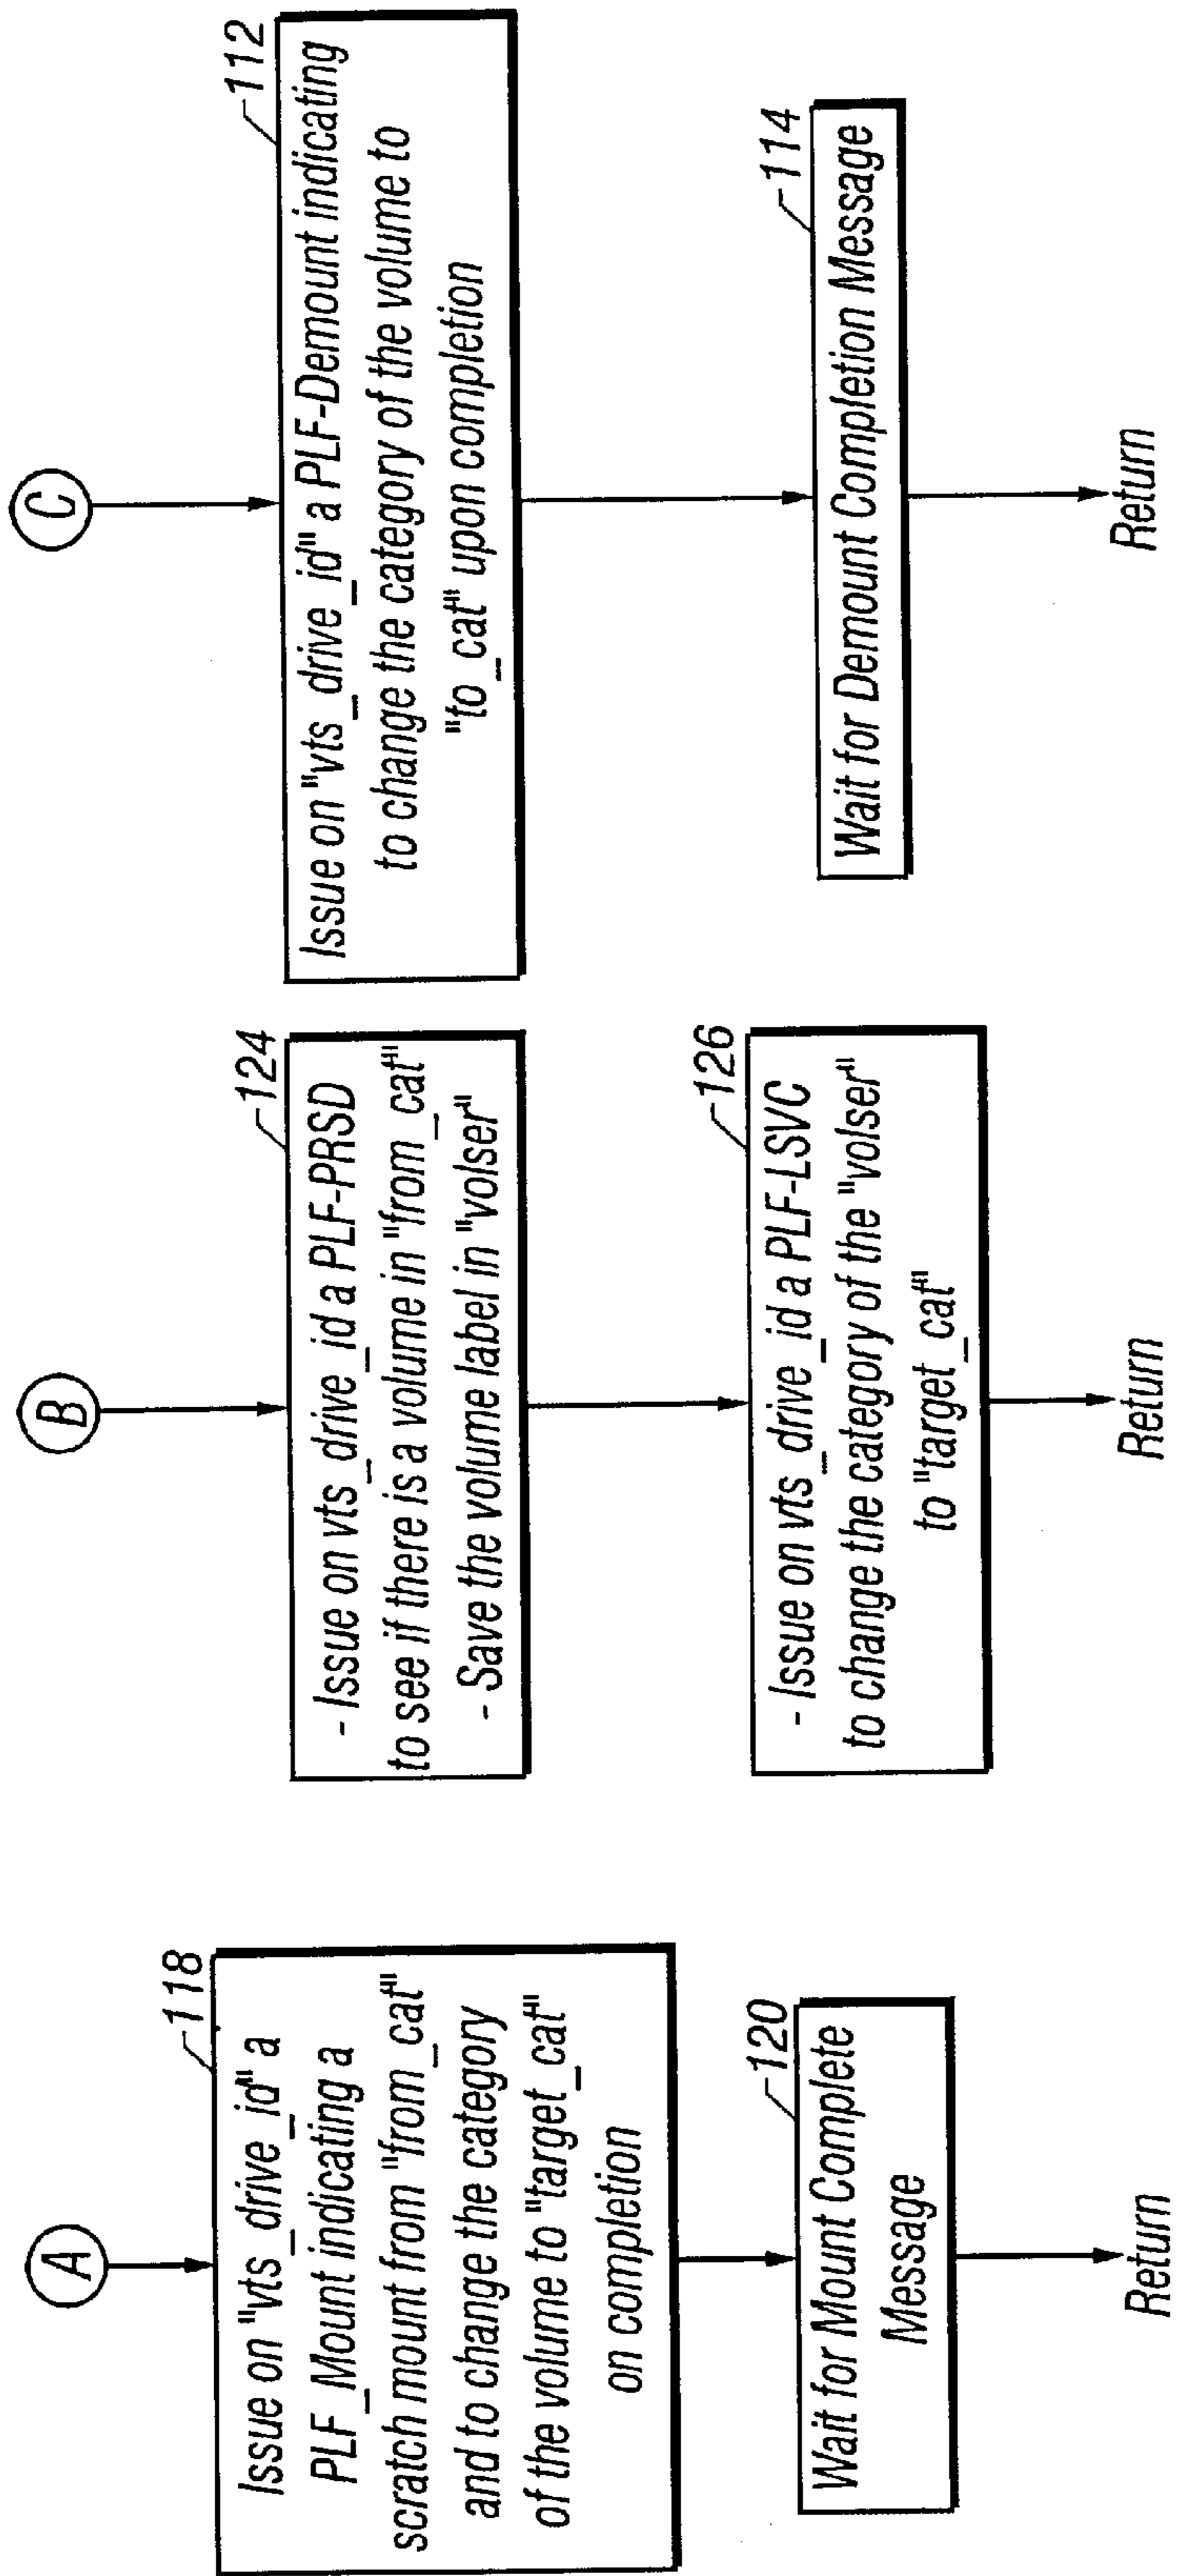 A
118
Issue on "vts_drive_id" a
PLF_Mount indicating a
scratch mount from "from_cat"
and to change the category
of the volume to "target_cat"
on completion
120
Wait for Mount Complete
Message
Return
B
124
- Issue on vts_drive_id a PLF-PRSD
to see if there is a volume in "from_cat"
- Save the volume label in "volser"
126
- Issue on vts_drive_id a PLF-LSVC
to change the category of the "volser"
to "target_cat"
Return
C
112
Issue on "vts_drive_id" a PLF-Demount indicating
to change the category of the volume to
"to_cat" upon completion
114
Wait for Demount Completion Message
Return